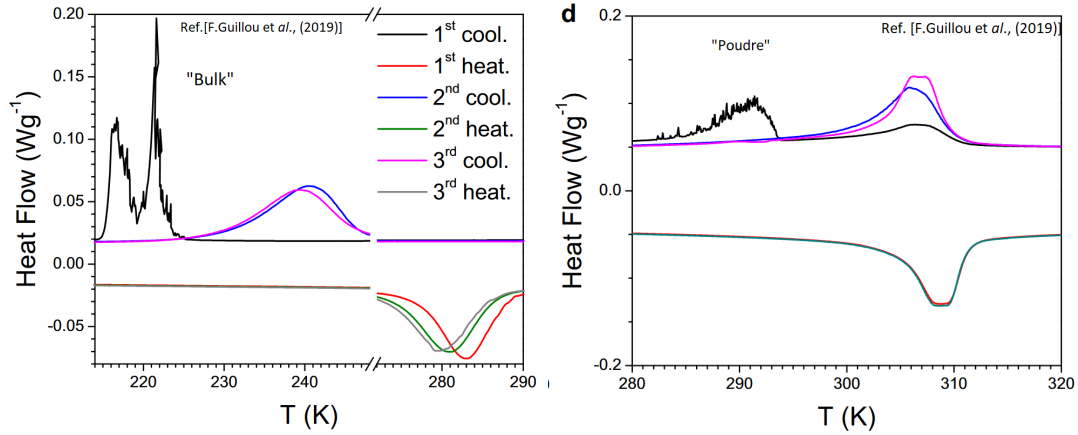 Ref.[F.Guillou et al., (2019)]
"Bulk"
1st cool.
1st heat.
2nd cool.
2nd heat.
3rd cool.
3rd heat.
0.20
0.15
0.10
0.05
0.00
-0.05
Heat Flow (Wg-1)
220 230 240 280 290
T (K)
d
Ref.[F.Guillou et al., (2019)]
"Poudre"
0.2
0.0
-0.2
Heat Flow (Wg-1)
280 290 300 310 320
T (K)